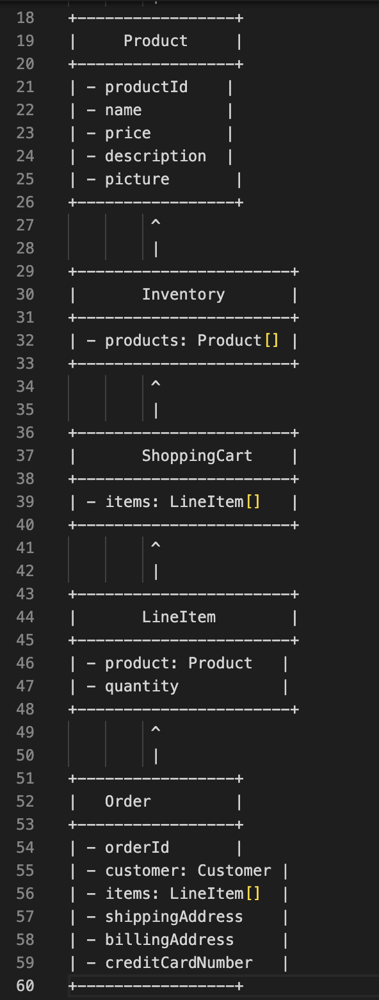 18 +-----------------+
19 |     Product     |
20 +-----------------+
21 | - productId    |
22 | - name         |
23 | - price        |
24 | - description  |
25 | - picture       |
26 +-----------------+
27          ^
28          |
29 +-----------------------+
30 |       Inventory       |
31 +-----------------------+
32 | - products: Product[] |
33 +-----------------------+
34          ^
35          |
36 +-----------------------+
37 |       ShoppingCart    |
38 +-----------------------+
39 | - items: LineItem[]   |
40 +-----------------------+
41          ^
42          |
43 +-----------------------+
44 |       LineItem        |
45 +-----------------------+
46 | - product: Product   |
47 | - quantity           |
48 +-----------------------+
49          ^
50          |
51 +-----------------+
52 |   Order         |
53 +-----------------+
54 | - orderId       |
55 | - customer: Customer |
56 | - items: LineItem[]  |
57 | - shippingAddress    |
58 | - billingAddress     |
59 | - creditCardNumber   |
60 +-----------------+